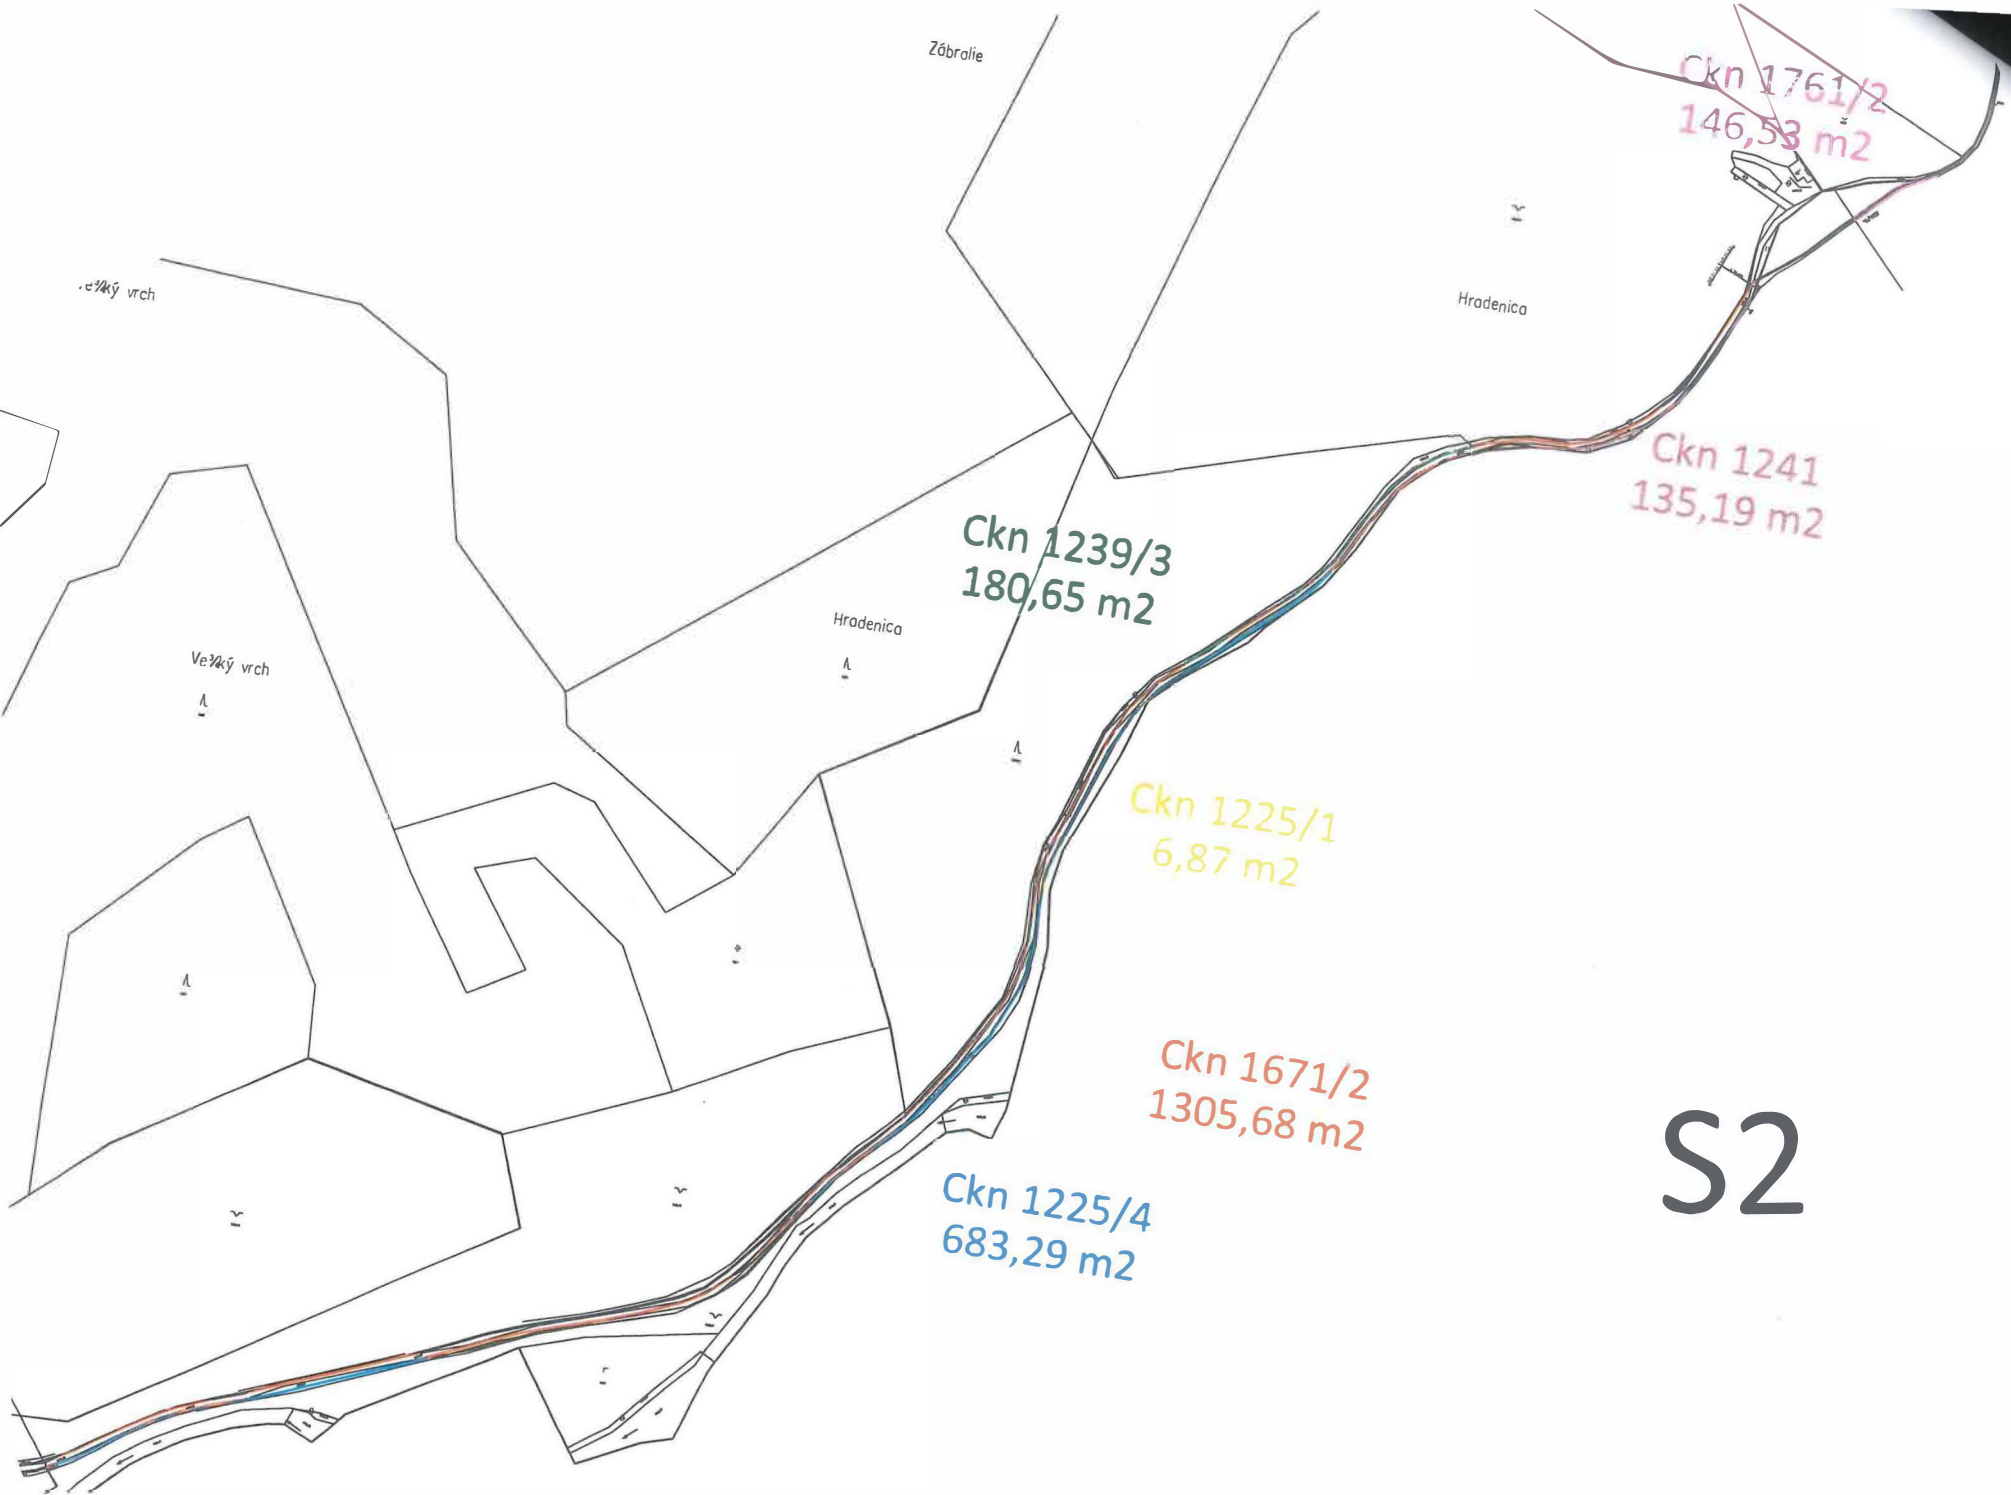 Zábralie
Ckn 1761/2
146,53 m2
Hradenica
Ckn 1241
135,19 m2
Ckn 1239/3
180,65 m2
Hradenica
vrch
vrch
Ckn 1225/1
6,87 m2
Ckn 1671/2
1305,68 m2
Ckn 1225/4
683,29 m2
S2